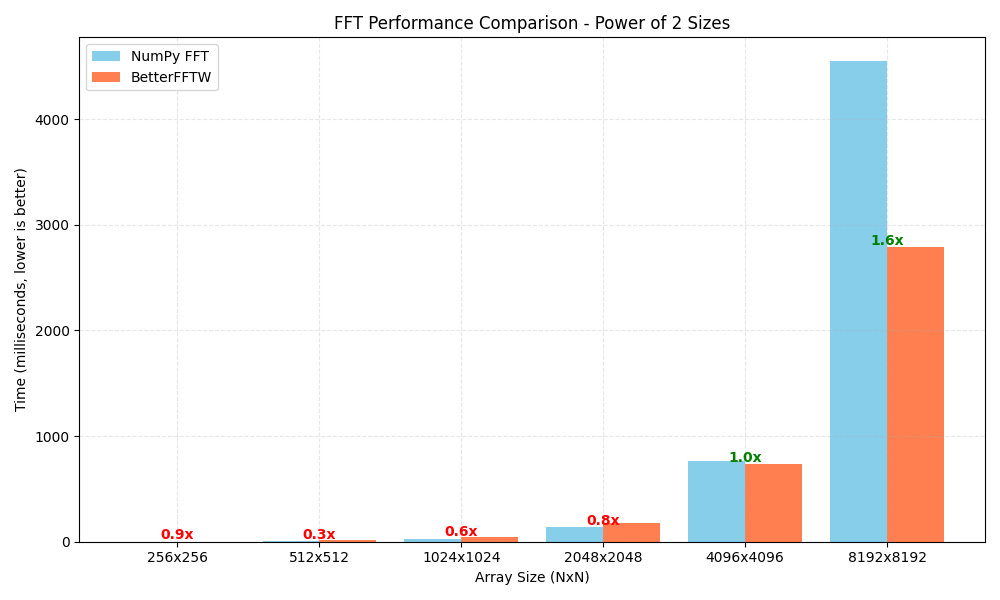 FFT Performance Comparison - Power of 2 Sizes
NumPy FFT
BetterFFTW
Time (milliseconds, lower is better)
4000
3000
2000
1000
0
0.9x
0.3x
0.6x
0.8x
1.0x
1.6x
256x256
512x512
1024x1024
2048x2048
4096x4096
8192x8192
Array Size (NxN)